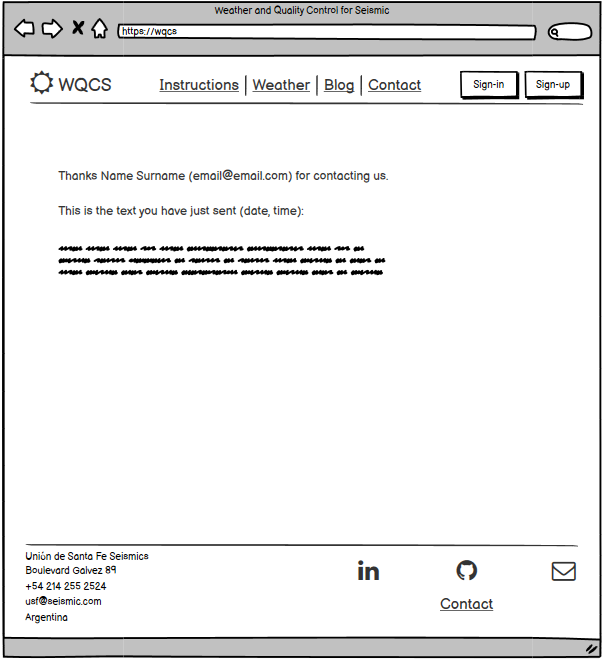 Weather and Quality Control for Seismic
https://wqcs
WQCS
Instructions | Weather | Blog | Contact
Sign-in
Sign-up
Thanks Name Surname (email@email.com) for contacting us.
This is the text you have just sent (date, time):
Unión de Santa Fe Seismics
Boulevard Galvez 89
+54 214 255 2524
usf@seismic.com
Argentina
in
Contact